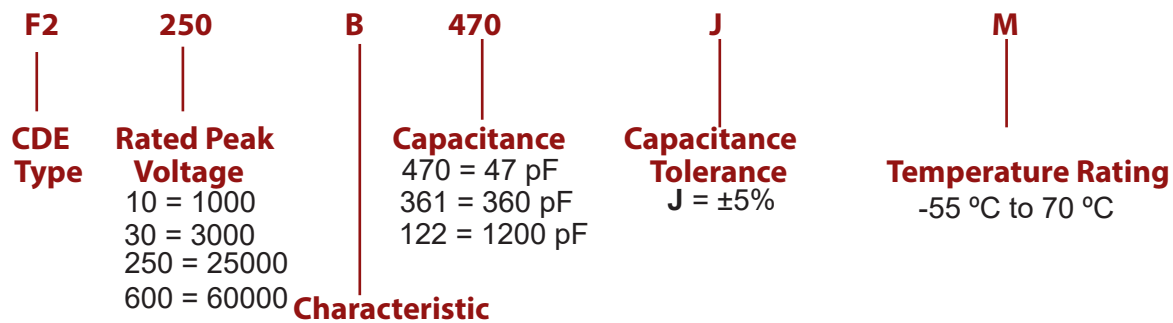 F2 250 B 470 J M
CDE Type
Rated Peak Voltage
10 = 1000
30 = 3000
250 = 25000
600 = 60000
Characteristic
Capacitance
470 = 47 pF
361 = 360 pF
122 = 1200 pF
Capacitance Tolerance
J = ±5%
Temperature Rating
-55 ºC to 70 ºC